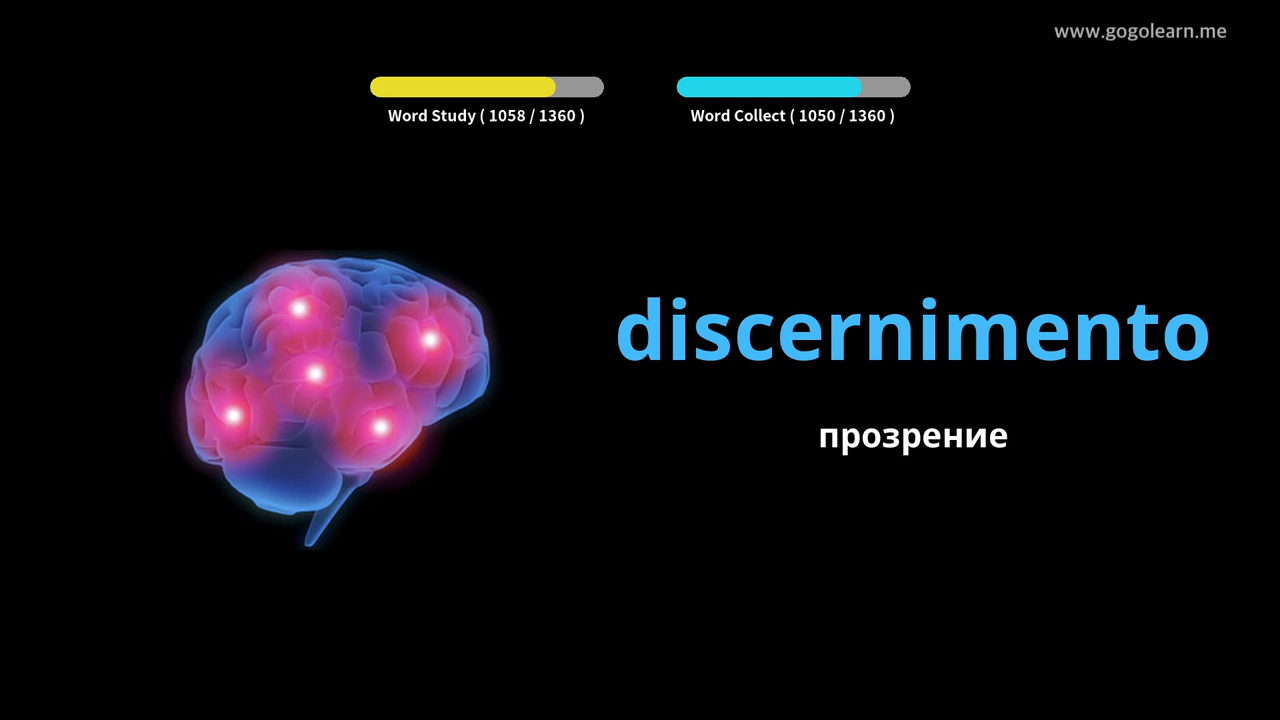 www.gogolearn.me
Word Study ( 1058 / 1360 )
Word Collect ( 1050 / 1360 )
discernimento
прозрение